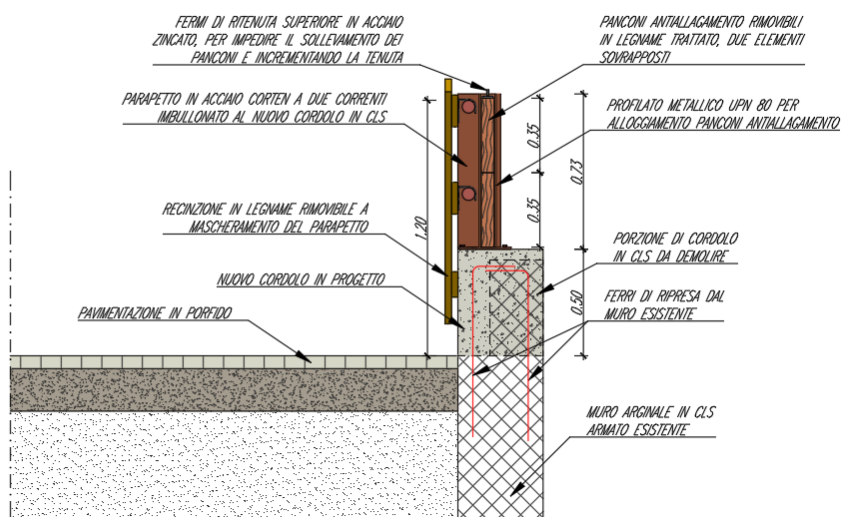 FERMI DI RITENUTA SUPERIORE IN ACCIAIO
ZINCATO, PER IMPEDIRE IL SOLLEVAMENTO DEI
PANCONI E INCREMENTANDO LA TENUTA
PANCONI ANTIALLAGAMENTO RIMOVIBILI
IN LEGNAME TRATTATO, DUE ELEMENTI
SOVRAPPOSTI
PARAPETTO IN ACCIAIO CORTEN A DUE CORRENTI
IMBULLONATO AL NUOVO CORDOLO IN CLS
PROFILATO METALLICO UPN 80 PER
ALLOGGIAMENTO PANCONI ANTIALLAGAMENTO
0.35
0.73
0.35
1.20
RECINZIONE IN LEGNAME RIMOVIBILE A
MASCHERAMENTO DEL PARAPETTO
PORZIONE DI CORDOLO
IN CLS DA DEMOLIRE
NUOVO CORDOLO IN PROGETTO
0.50
FERRI DI RIPRESA DAL
MURO ESISTENTE
PAVIMENTAZIONE IN PORFIDO
MURO ARGINALE IN CLS
ARMATO ESISTENTE